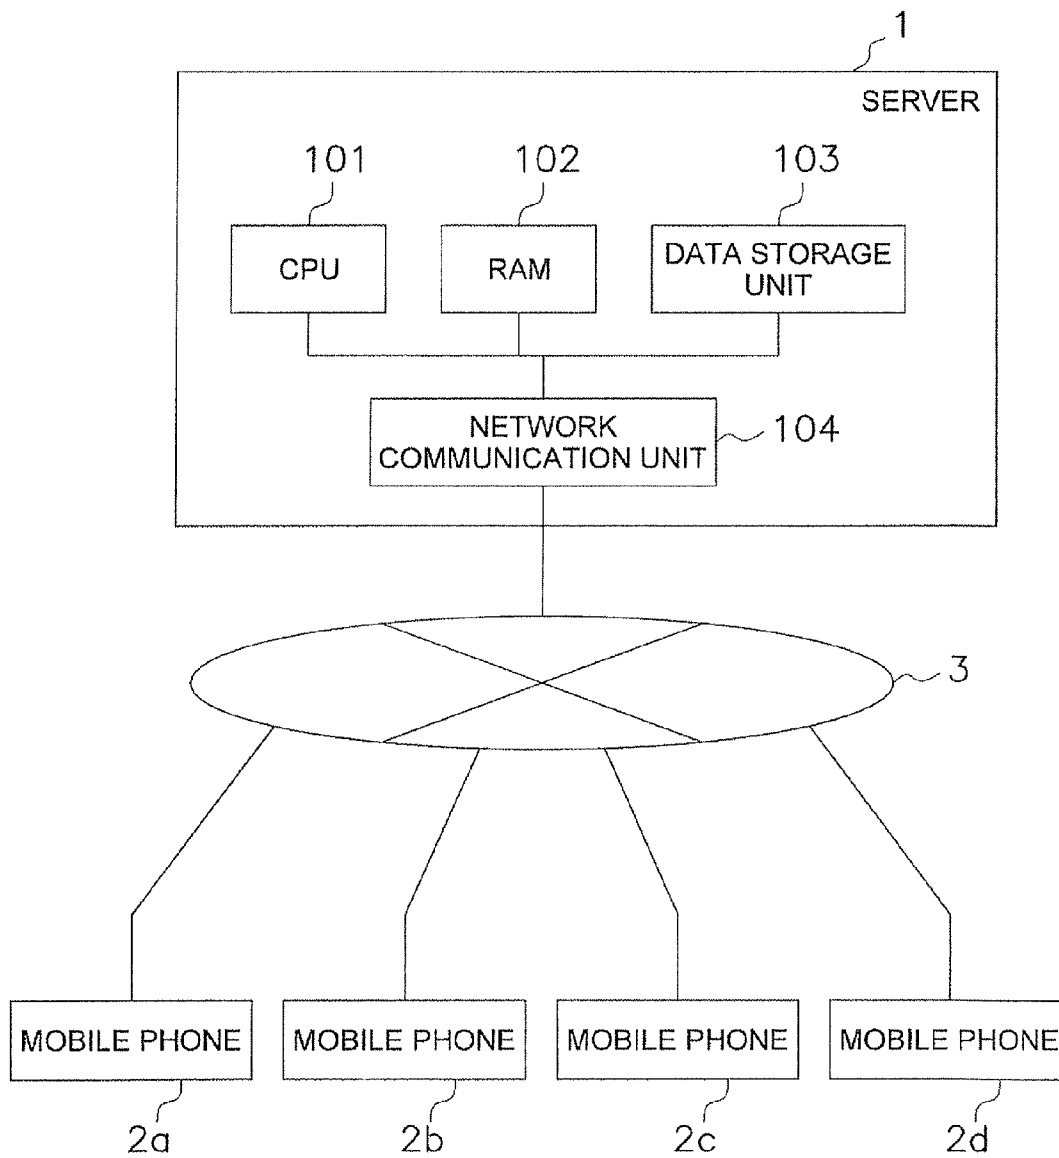 1
SERVER
101
102
103
CPU
RAM
DATA STORAGE
UNIT
NETWORK
COMMUNICATION UNIT
104
3
MOBILE PHONE
MOBILE PHONE
MOBILE PHONE
MOBILE PHONE
2a
2b
2c
2d